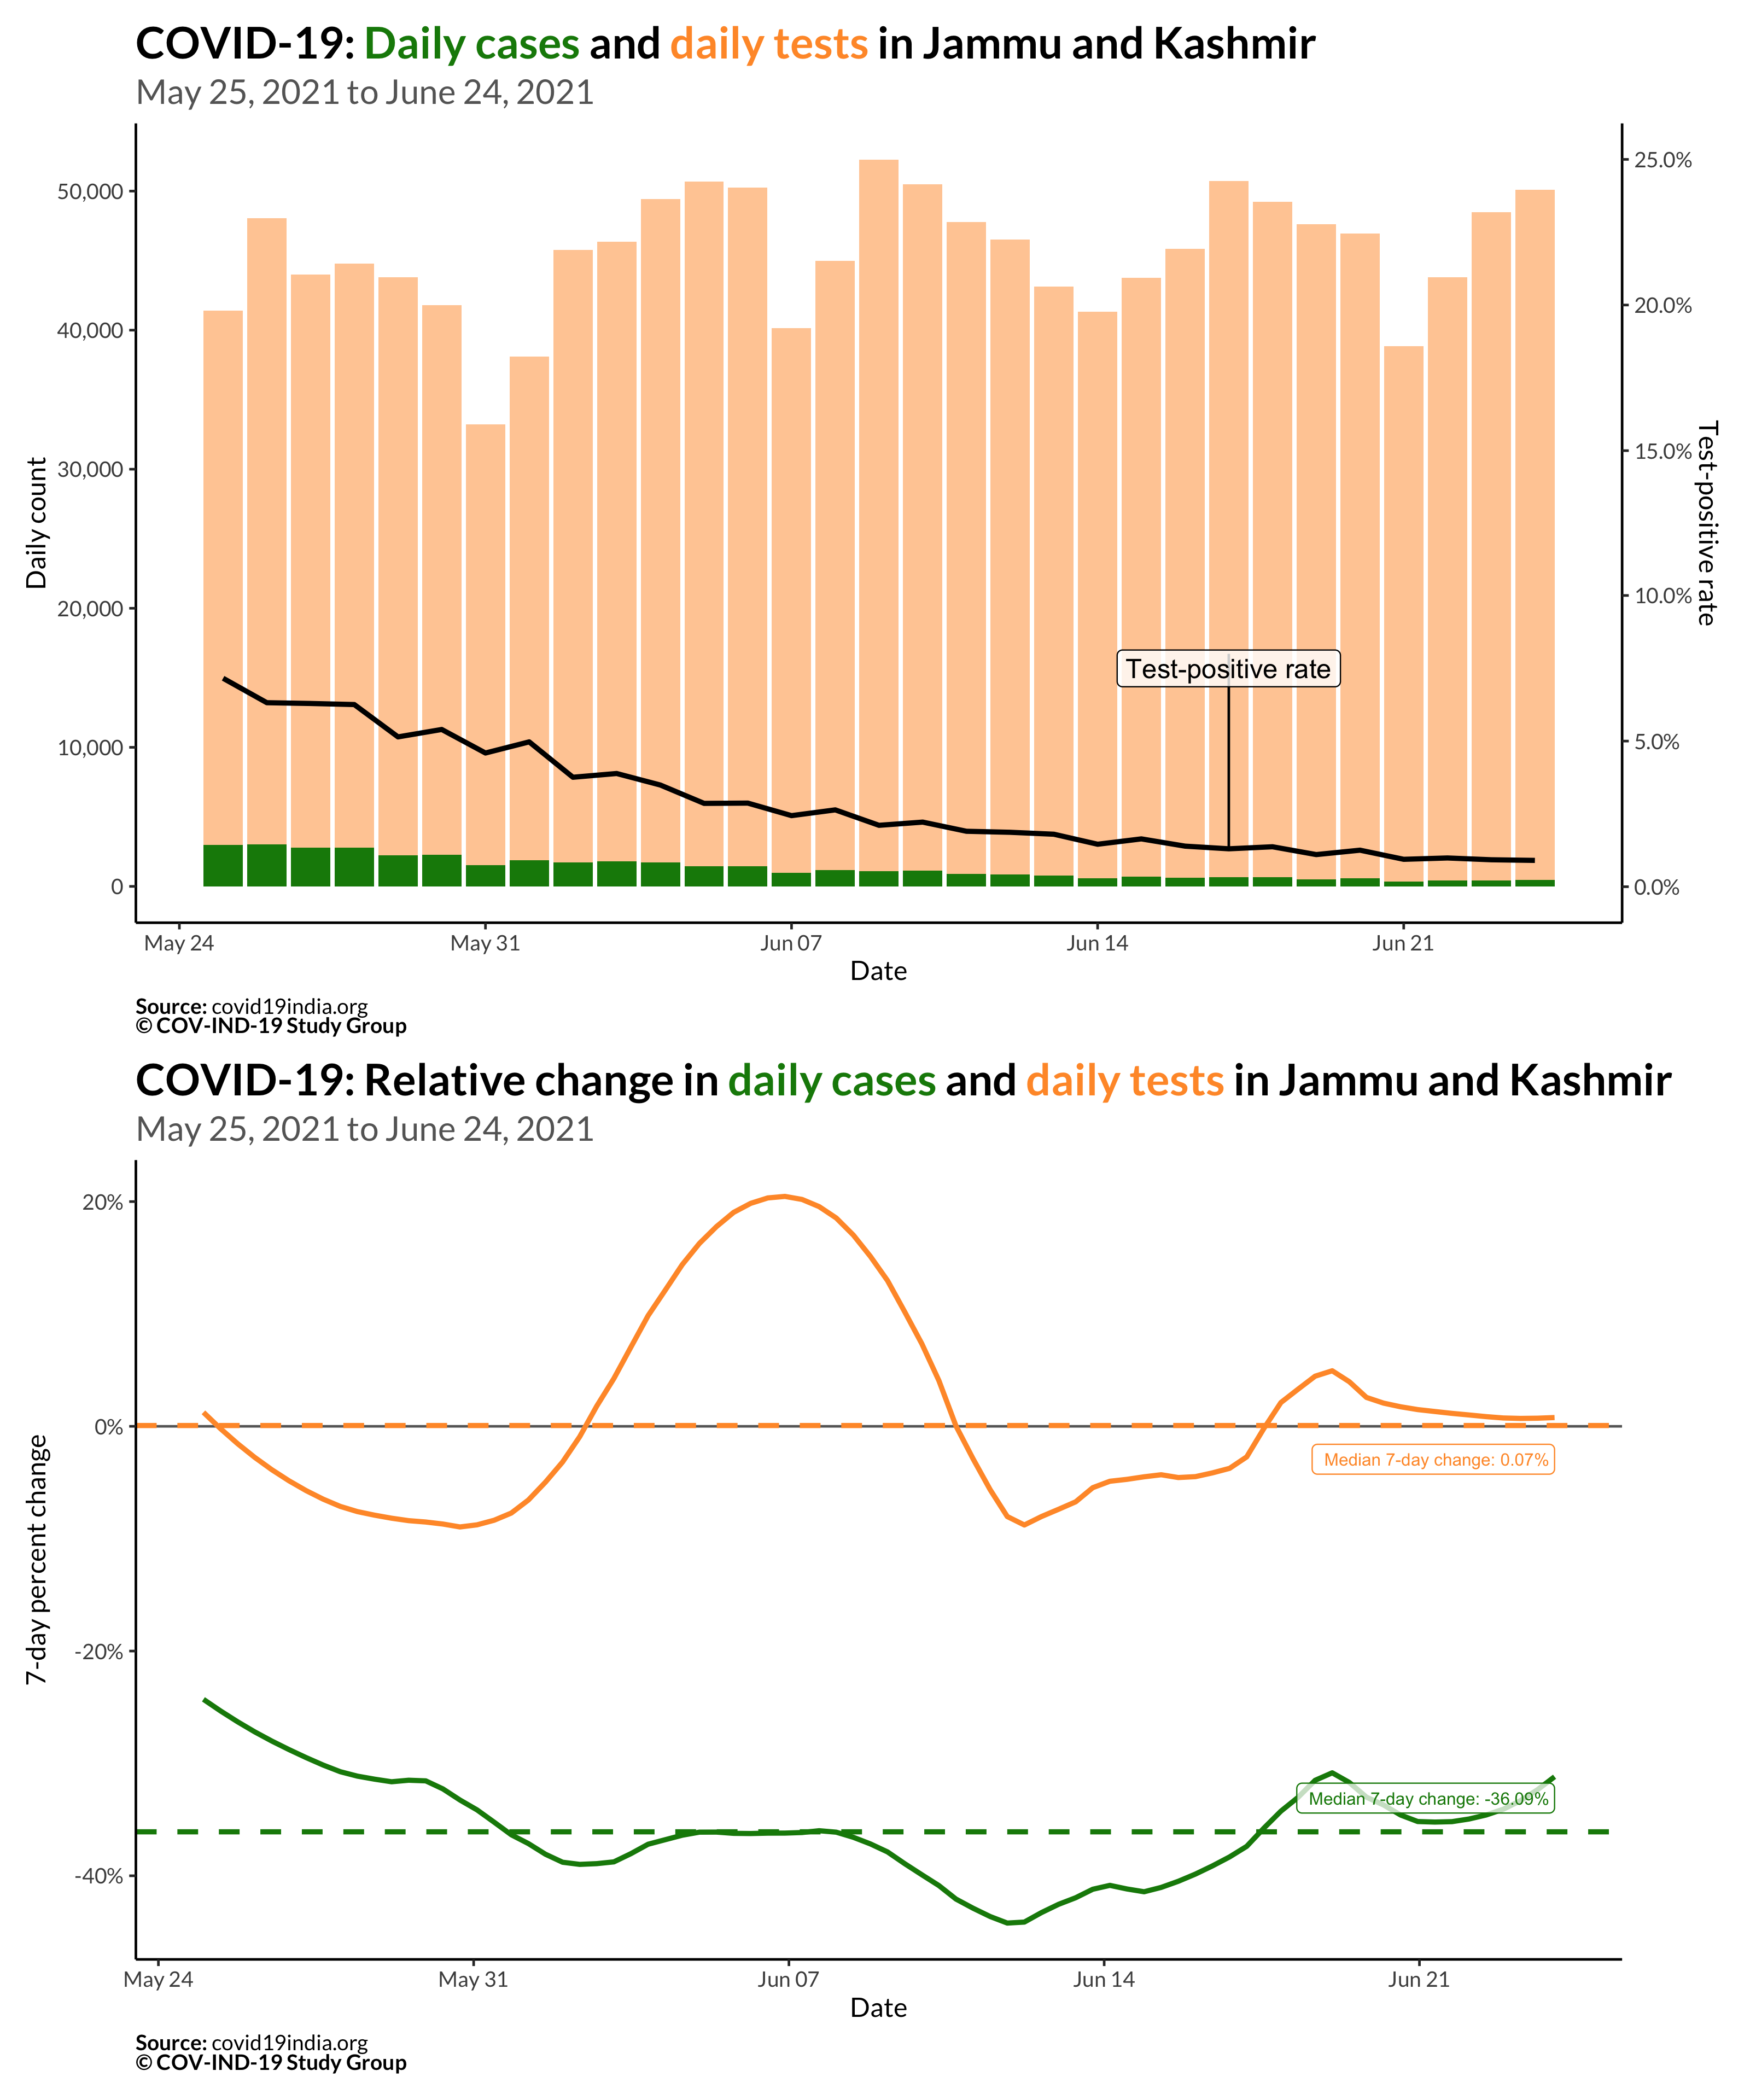 COVID-19: Daily cases and daily tests in Jammu and Kashmir
May 25, 2021 to June 24, 2021
50,000
40,000
30,000
20,000
10,000
0
Daily count
25.0%
20.0%
15.0%
10.0%
5.0%
0.0%
Test-positive rate
Test-positive rate
May 24
May 31
Jun 07
Jun 14
Jun 21
Date
Source: covid19india.org
© COV-IND-19 Study Group
COVID-19: Relative change in daily cases and daily tests in Jammu and Kashmir
May 25, 2021 to June 24, 2021
20%
0%
-20%
-40%
7-day percent change
Median 7-day change: 0.07%
Median 7-day change: -36.09%
May 24
May 31
Jun 07
Jun 14
Jun 21
Date
Source: covid19india.org
© COV-IND-19 Study Group